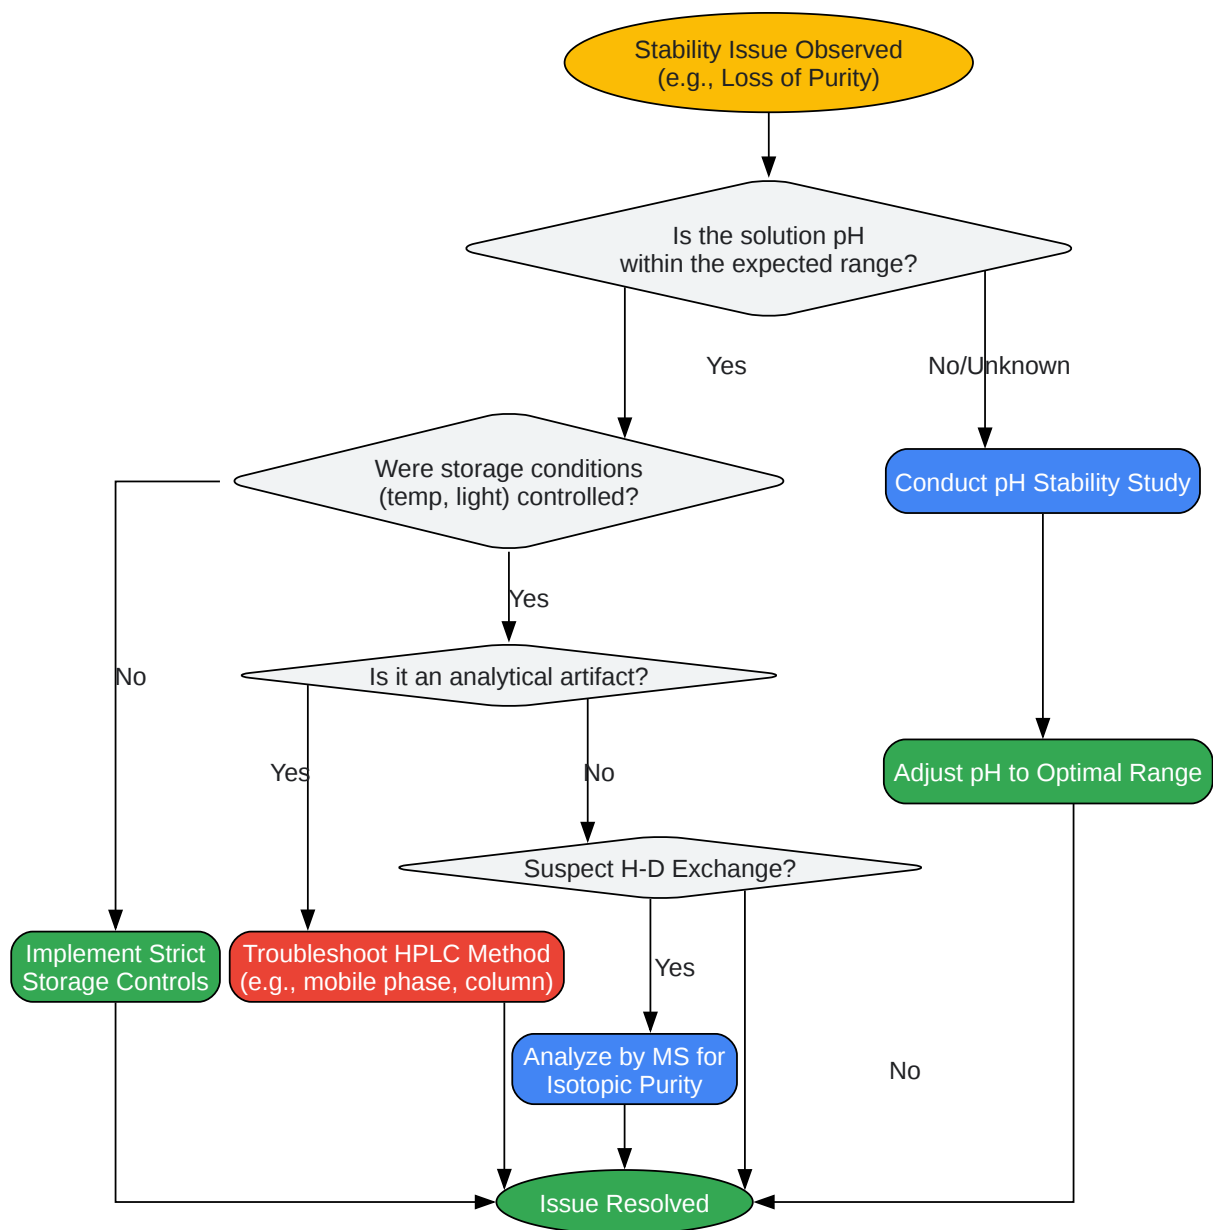 Stability Issue Observed
(e.g., Loss of Purity)
Is the solution pH
within the expected range?
Yes
No/Unknown
Were storage conditions
(temp, light) controlled?
Conduct pH Stability Study
Yes
No
Is it an analytical artifact?
Yes
No
Adjust pH to Optimal Range
Suspect H-D Exchange?
Implement Strict
Storage Controls
Troubleshoot HPLC Method
(e.g., mobile phase, column)
Yes
Analyze by MS for
Isotopic Purity
No
Issue Resolved